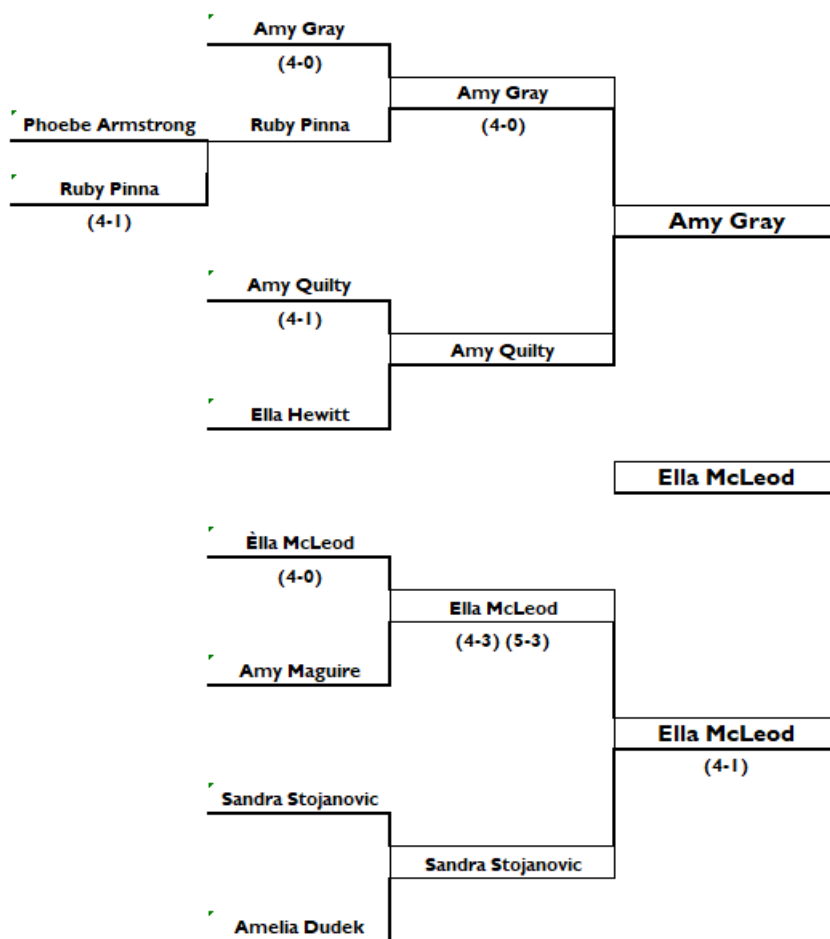 Amy Gray
(4-0)
Amy Gray
(4-0)
Phoebe Armstrong
Ruby Pinna
Ruby Pinna
(4-1)
Amy Gray
Amy Quilty
(4-1)
Amy Quilty
Ella Hewitt
Ella McLeod
Èlla McLeod
(4-0)
Ella McLeod
(4-3) (5-3)
Amy Maguire
Ella McLeod
(4-1)
Sandra Stojanovic
Sandra Stojanovic
Amelia Dudek